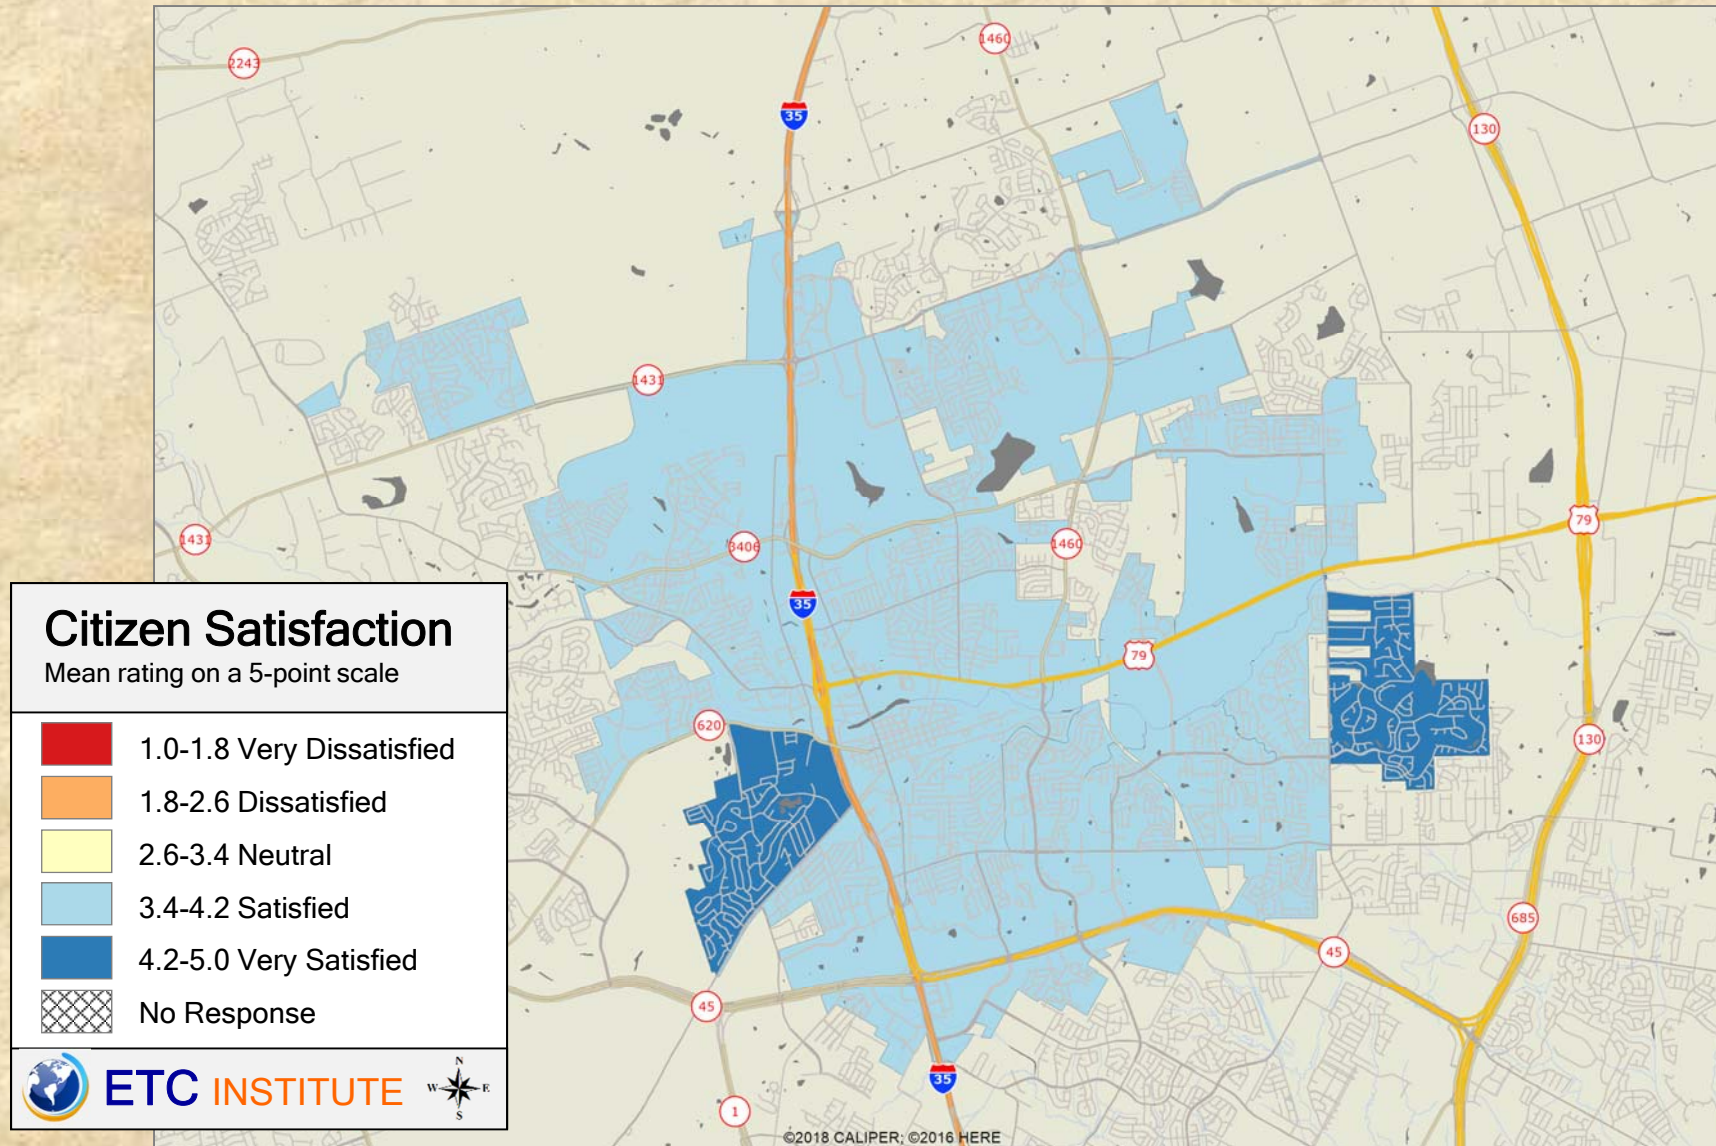 2243
1460
35
130
1431
1431
3406
1460
79
35
79
620
130
685
45
45
35
1
Citizen Satisfaction
Mean rating on a 5-point scale
1.0-1.8 Very Dissatisfied
1.8-2.6 Dissatisfied
2.6-3.4 Neutral
3.4-4.2 Satisfied
4.2-5.0 Very Satisfied
No Response
ETC INSTITUTE
N
W E
S
©2018 CALIPER; ©2016 HERE